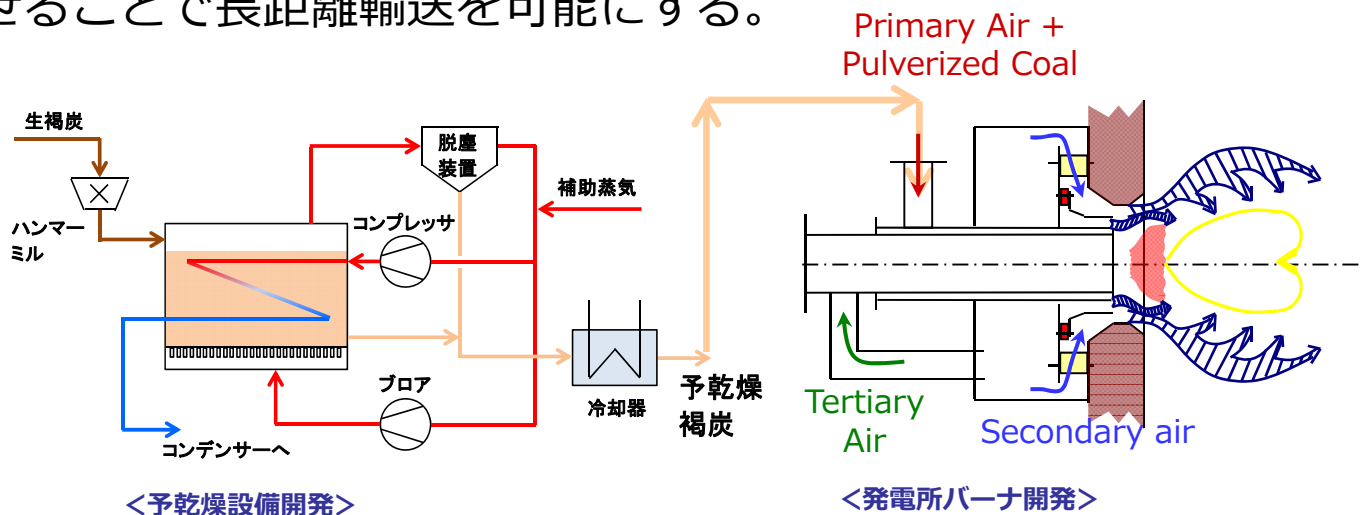 せることで長距離輸送を可能にする。
Primary Air +
Pulverized Coal
生褐炭
脱塵
装置
補助蒸気
ハンマー
ミル
コンプレッサ
ブロア
冷却器
予乾燥
褐炭
コンデンサーへ
Tertiary
Air
Secondary air
＜予乾燥設備開発＞
＜発電所バーナ開発＞